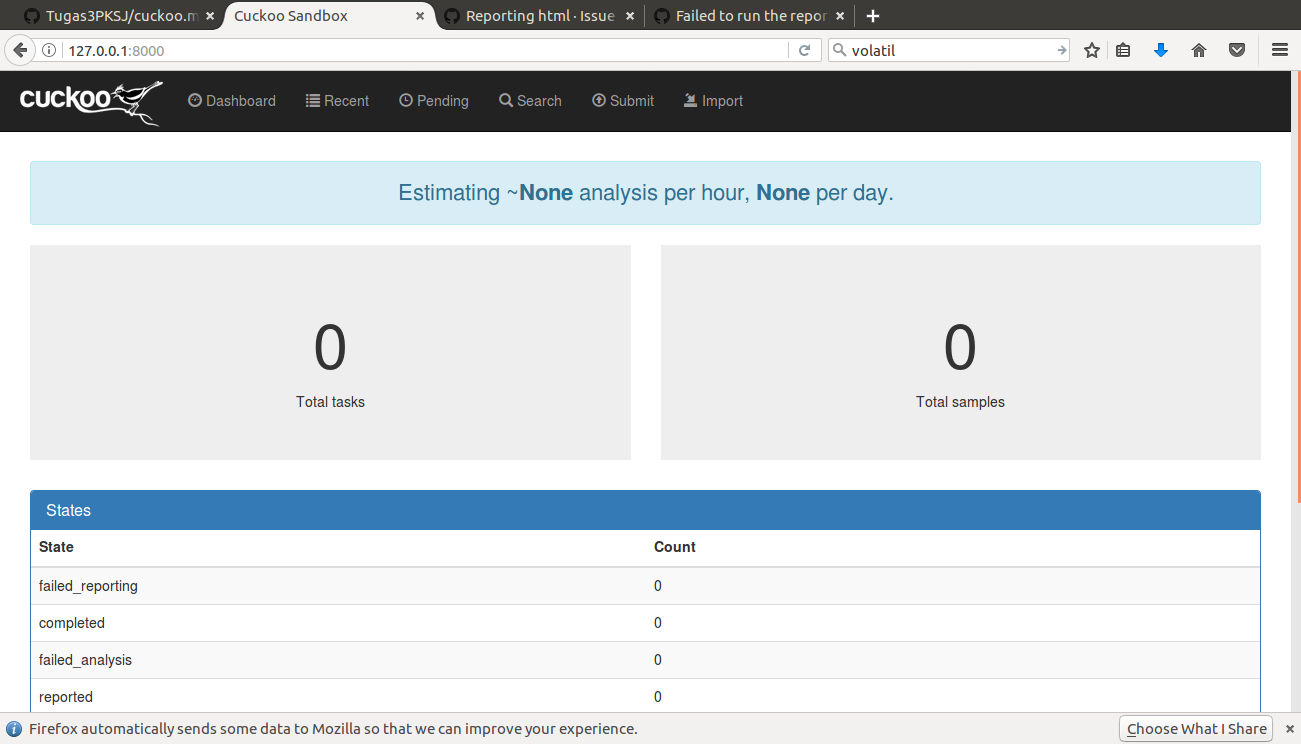 Tugas3PKSJ/cuckoo.m
Cuckoo Sandbox
Reporting html · Issue
Failed to run the repor
127.0.0.1:8000
volatil
cuckoo
Dashboard
Recent
Pending
Search
Submit
Import
Estimating ~None analysis per hour, None per day.
0
Total tasks
0
Total samples
States
State Count
failed_reporting 0
completed 0
failed_analysis 0
reported 0
Firefox automatically sends some data to Mozilla so that we can improve your experience.
Choose What I Share